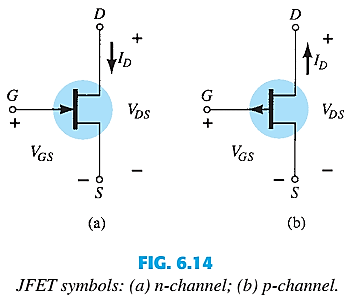 D D
+ +
I_D I_D
G G
+ V_DS + V_DS
V_GS V_GS
− − − −
S S
(a) (b)
FIG. 6.14
JFET symbols: (a) n-channel; (b) p-channel.